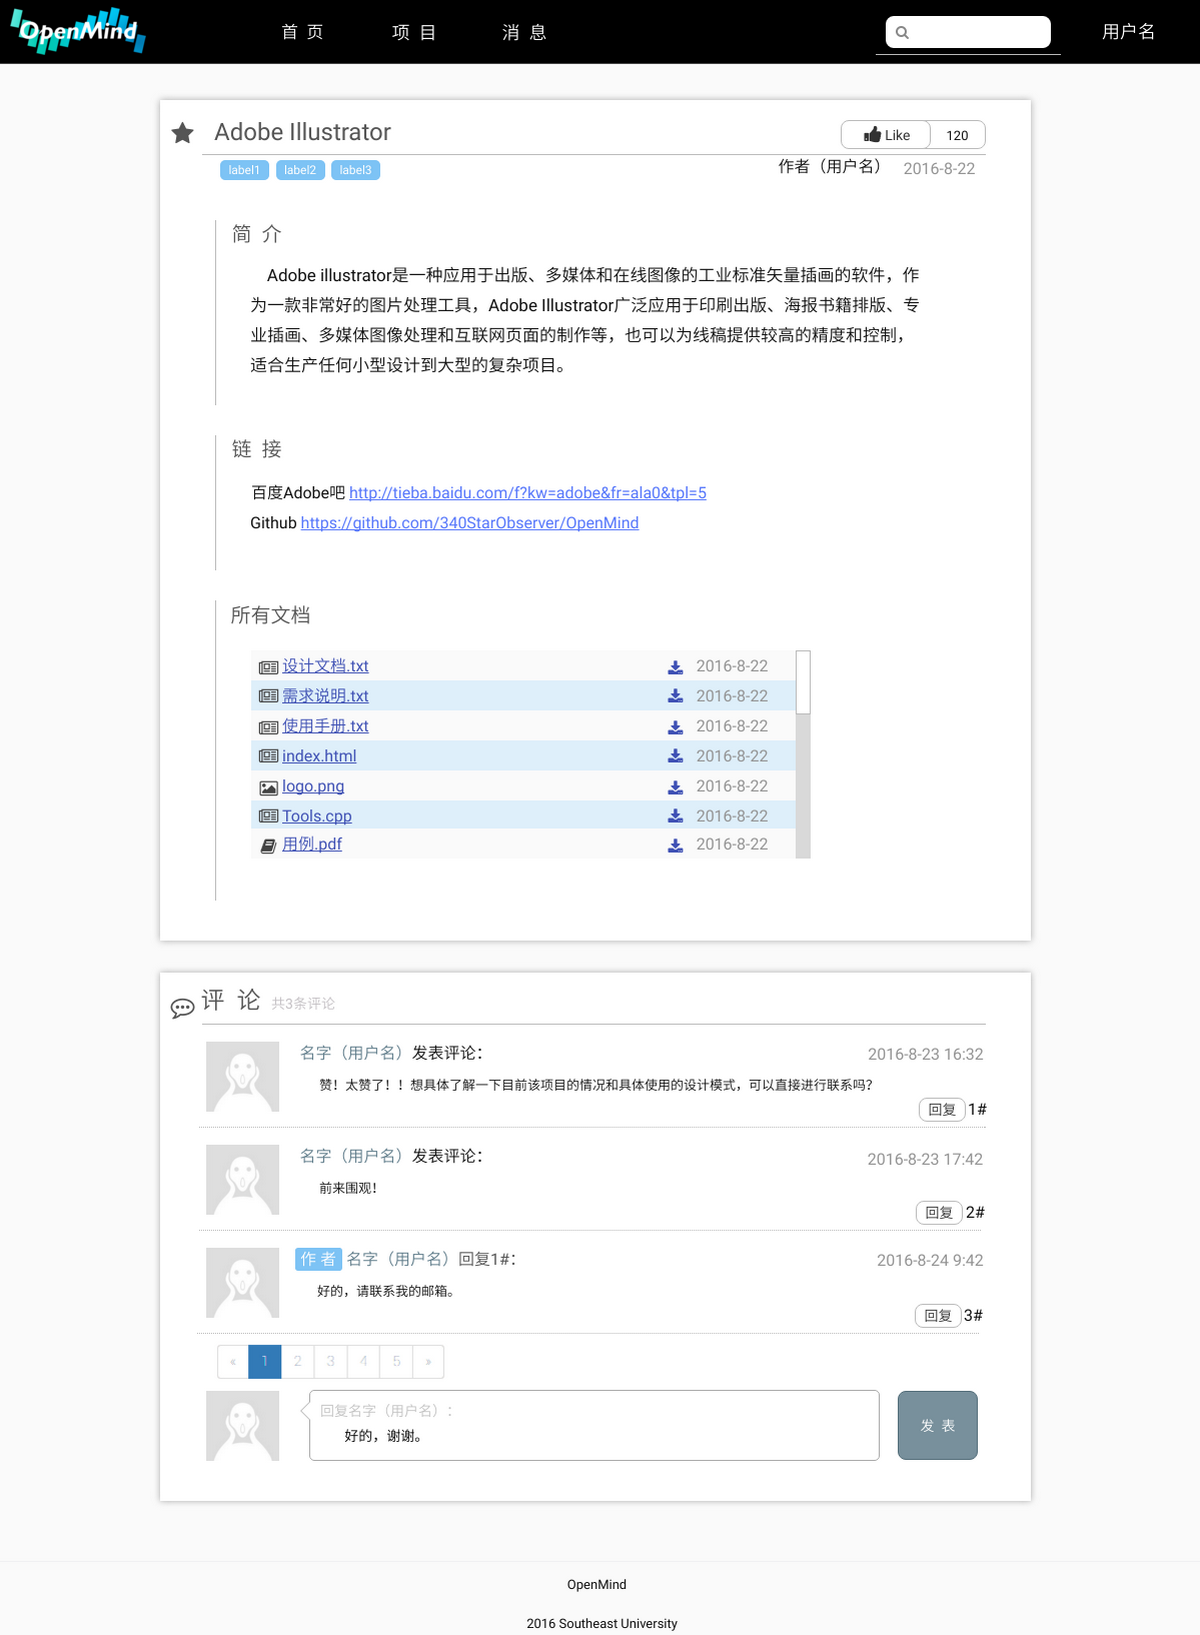 OpenMind
首 页
项 目
消 息
用户名
Adobe Illustrator
Like
120
label1
label2
label3
作者（用户名）
2016-8-22
简 介
Adobe illustrator是一种应用于出版、多媒体和在线图像的工业标准矢量插画的软件，作
为一款非常好的图片处理工具，Adobe Illustrator广泛应用于印刷出版、海报书籍排版、专
业插画、多媒体图像处理和互联网页面的制作等，也可以为线稿提供较高的精度和控制，
适合生产任何小型设计到大型的复杂项目。
链 接
百度Adobe吧 http://tieba.baidu.com/f?kw=adobe&fr=ala0&tpl=5
Github https://github.com/340StarObserver/OpenMind
所有文档
设计文档.txt 2016-8-22
需求说明.txt 2016-8-22
使用手册.txt 2016-8-22
index.html 2016-8-22
logo.png 2016-8-22
Tools.cpp 2016-8-22
用例.pdf 2016-8-22
评 论 共3条评论
名字（用户名）发表评论： 2016-8-23 16:32
赞！太赞了！！想具体了解一下目前该项目的情况和具体使用的设计模式，可以直接进行联系吗？
回复 1#
名字（用户名）发表评论： 2016-8-23 17:42
前来围观！
回复 2#
作 者 名字（用户名）回复1#： 2016-8-24 9:42
好的，请联系我的邮箱。
回复 3#
« 1 2 3 4 5 »
回复名字（用户名）：
好的，谢谢。
发 表
OpenMind
2016 Southeast University